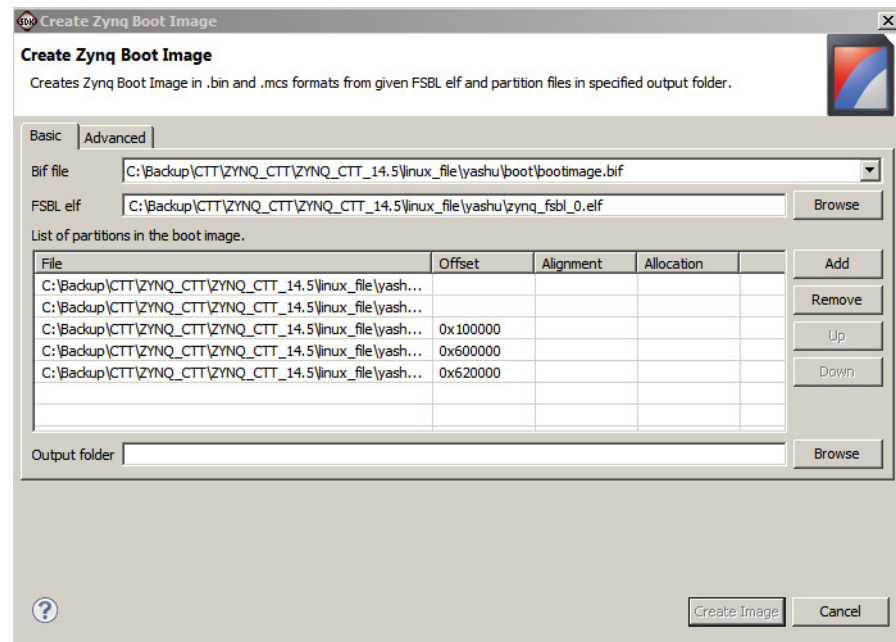 SDK Create Zynq Boot Image X
Create Zynq Boot Image
Creates Zynq Boot Image in .bin and .mcs formats from given FSBL elf and partition files in specified output folder.
Basic Advanced
Bif file C:\Backup\CTT\ZYNQ_CTT\ZYNQ_CTT_14.5\linux_file\yashu\boot\bootimage.bif
FSBL elf C:\Backup\CTT\ZYNQ_CTT\ZYNQ_CTT_14.5\linux_file\yashu\zynq_fsbl_0.elf Browse
List of partitions in the boot image.
File Offset Alignment Allocation Add
C:\Backup\CTT\ZYNQ_CTT\ZYNQ_CTT_14.5\linux_file\yash...
C:\Backup\CTT\ZYNQ_CTT\ZYNQ_CTT_14.5\linux_file\yash... Remove
C:\Backup\CTT\ZYNQ_CTT\ZYNQ_CTT_14.5\linux_file\yash... 0x100000
C:\Backup\CTT\ZYNQ_CTT\ZYNQ_CTT_14.5\linux_file\yash... 0x600000 Up
C:\Backup\CTT\ZYNQ_CTT\ZYNQ_CTT_14.5\linux_file\yash... 0x620000 Down
Output folder Browse
? Create Image Cancel